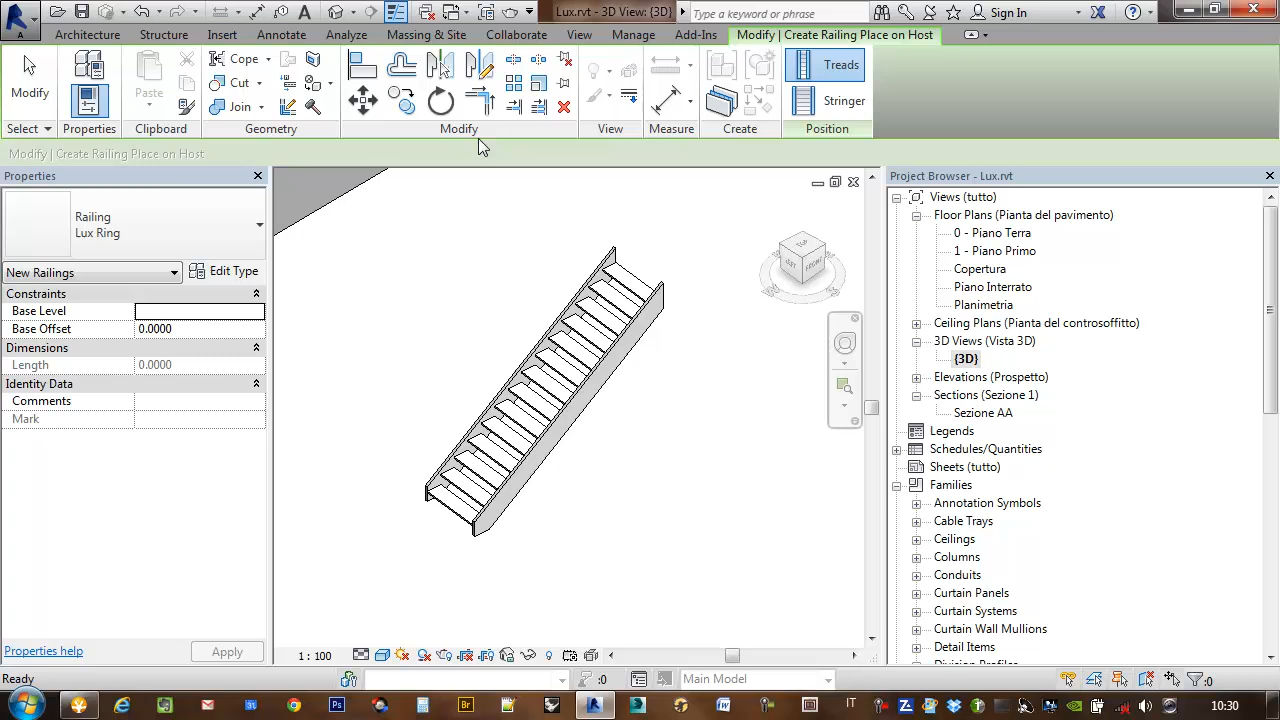 Lux.rvt - 3D View: {3D}
Type a keyword or phrase
Sign In
Architecture Structure Insert Annotate Analyze Massing & Site Collaborate View Manage Add-Ins Modify | Create Railing Place on Host
Modify
Paste
Cope
Cut
Join
Treads
Stringer
Select Properties Clipboard Geometry Modify View Measure Create Position
Modify | Create Railing Place on Host
Properties
Railing
Lux Ring
New Railings
Edit Type
Constraints
Base Level
Base Offset 0.0000
Dimensions
Length 0.0000
Identity Data
Comments
Mark
Properties help
Apply
TOP
1 : 100
Project Browser - Lux.rvt
Views (tutto)
Floor Plans (Pianta del pavimento)
0 - Piano Terra
1 - Piano Primo
Copertura
Piano Interrato
Planimetria
Ceiling Plans (Pianta del controsoffitto)
3D Views (Vista 3D)
{3D}
Elevations (Prospetto)
Sections (Sezione 1)
Sezione AA
Legends
Schedules/Quantities
Sheets (tutto)
Families
Annotation Symbols
Cable Trays
Ceilings
Columns
Conduits
Curtain Panels
Curtain Systems
Curtain Wall Mullions
Detail Items
Division Profiles
Ready
:0
Main Model
:0
IT
10:30